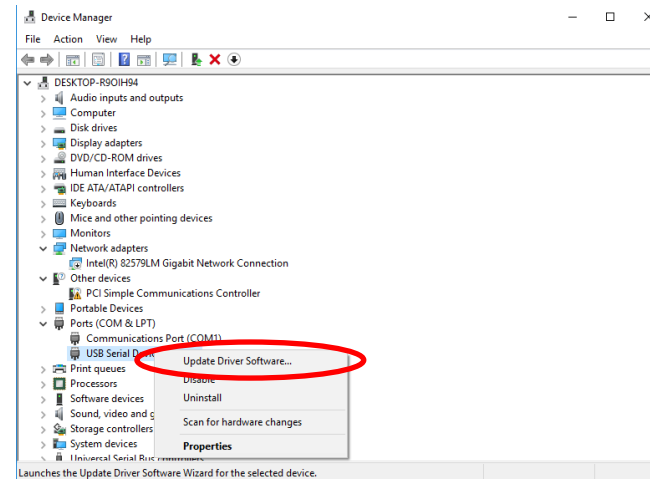 Device Manager
File Action View Help
DESKTOP-R9OIH94
Audio inputs and outputs
Computer
Disk drives
Display adapters
DVD/CD-ROM drives
Human Interface Devices
IDE ATA/ATAPI controllers
Keyboards
Mice and other pointing devices
Monitors
Network adapters
Intel(R) 82579LM Gigabit Network Connection
Other devices
PCI Simple Communications Controller
Portable Devices
Ports (COM & LPT)
Communications Port (COM1)
USB Serial
Update Driver Software...
Print queues
Disable
Processors
Software devices
Uninstall
Sound, video and g
Scan for hardware changes
Storage controllers
System devices
Properties
Universal Serial Bus controllers
Launches the Update Driver Software Wizard for the selected device.